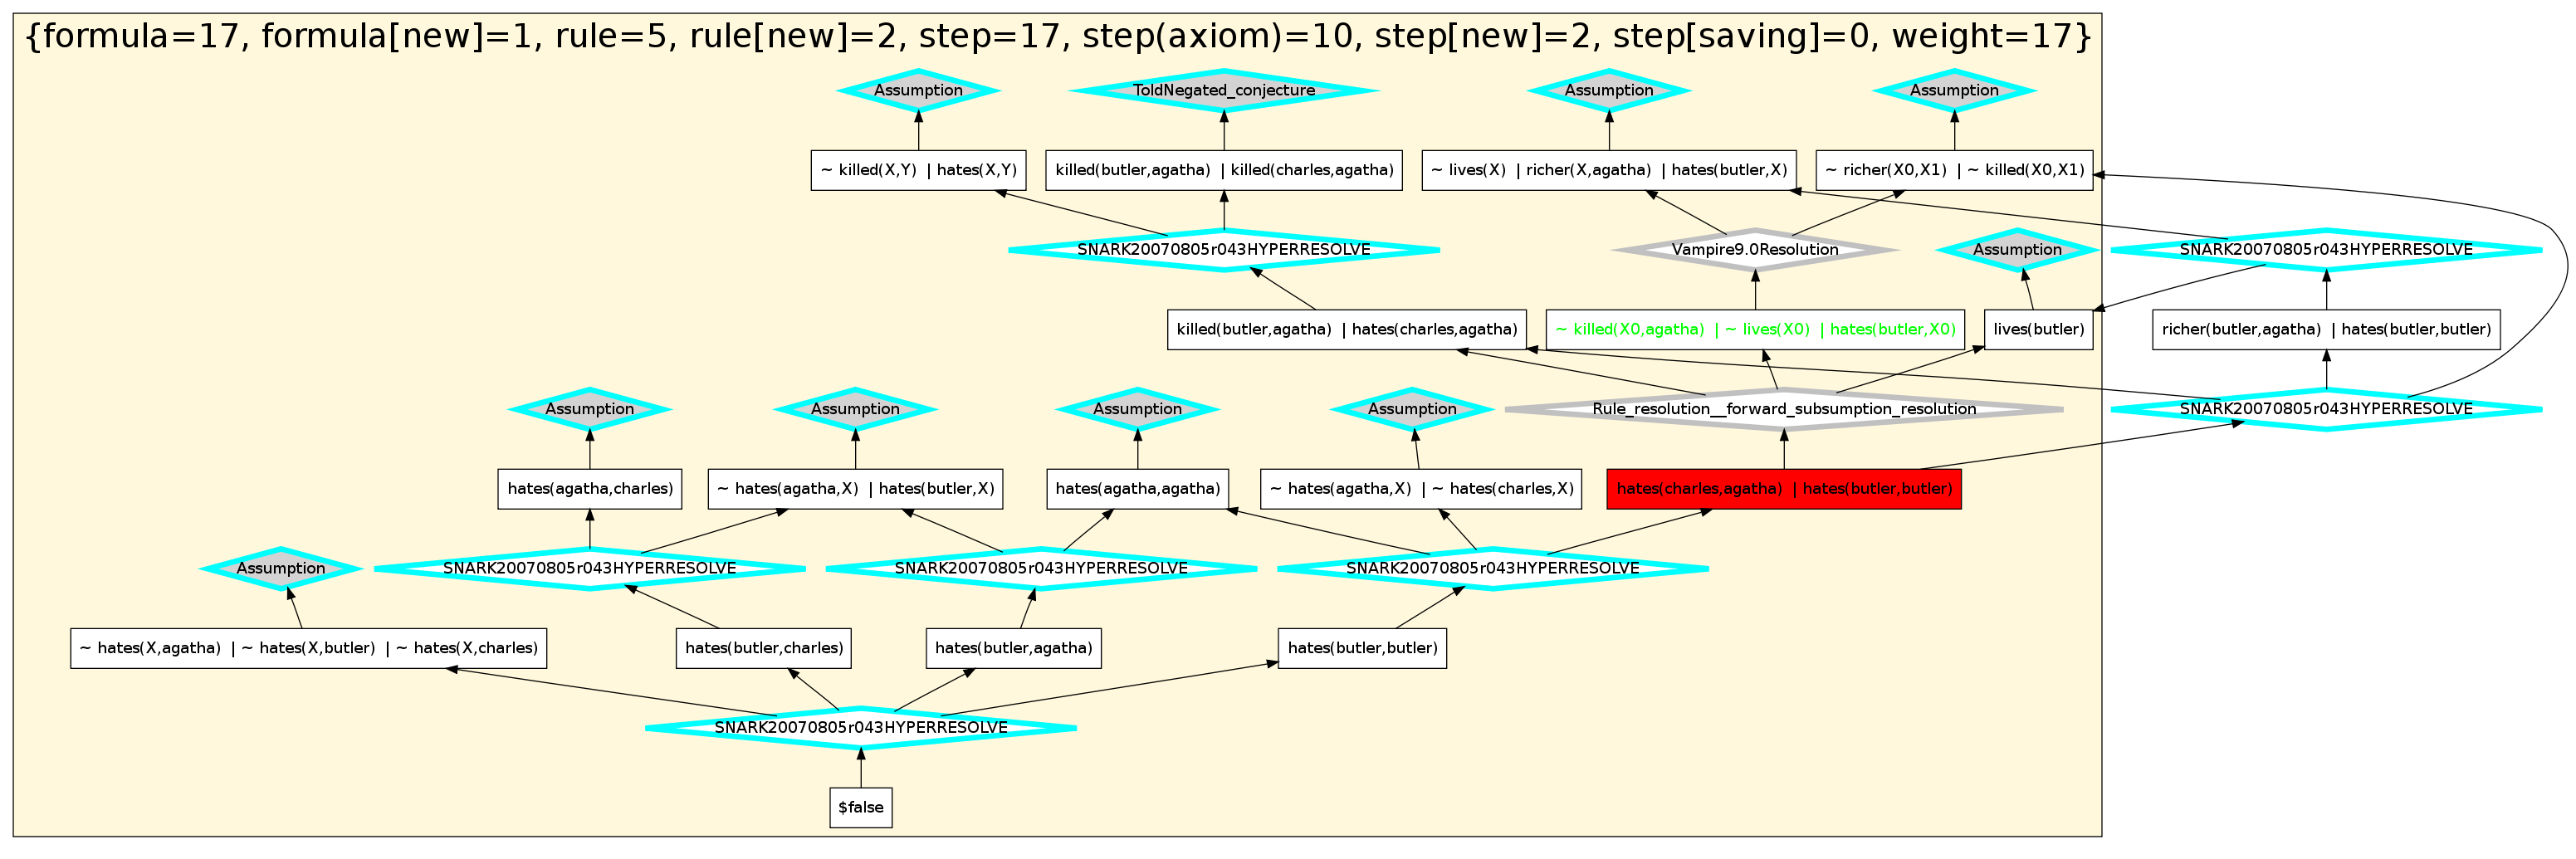 {formula=17, formula[new]=1, rule=5, rule[new]=2, step=17, step(axiom)=10, step[new]=2, step[saving]=0, weight=17}
Assumption
ToldNegated_conjecture
Assumption
Assumption
~ killed(X,Y) | hates(X,Y)
killed(butler,agatha) | killed(charles,agatha)
~ lives(X) | richer(X,agatha) | hates(butler,X)
~ richer(X0,X1) | ~ killed(X0,X1)
SNARK20070805r043HYPERRESOLVE
Vampire9.0Resolution
Assumption
SNARK20070805r043HYPERRESOLVE
killed(butler,agatha) | hates(charles,agatha)
~ killed(X0,agatha) | ~ lives(X0) | hates(butler,X0)
lives(butler)
richer(butler,agatha) | hates(butler,butler)
Assumption
Assumption
Assumption
Assumption
Rule_resolution__forward_subsumption_resolution
SNARK20070805r043HYPERRESOLVE
hates(agatha,charles)
~ hates(agatha,X) | hates(butler,X)
hates(agatha,agatha)
~ hates(agatha,X) | ~ hates(charles,X)
hates(charles,agatha) | hates(butler,butler)
Assumption
SNARK20070805r043HYPERRESOLVE
SNARK20070805r043HYPERRESOLVE
SNARK20070805r043HYPERRESOLVE
~ hates(X,agatha) | ~ hates(X,butler) | ~ hates(X,charles)
hates(butler,charles)
hates(butler,agatha)
hates(butler,butler)
SNARK20070805r043HYPERRESOLVE
$false